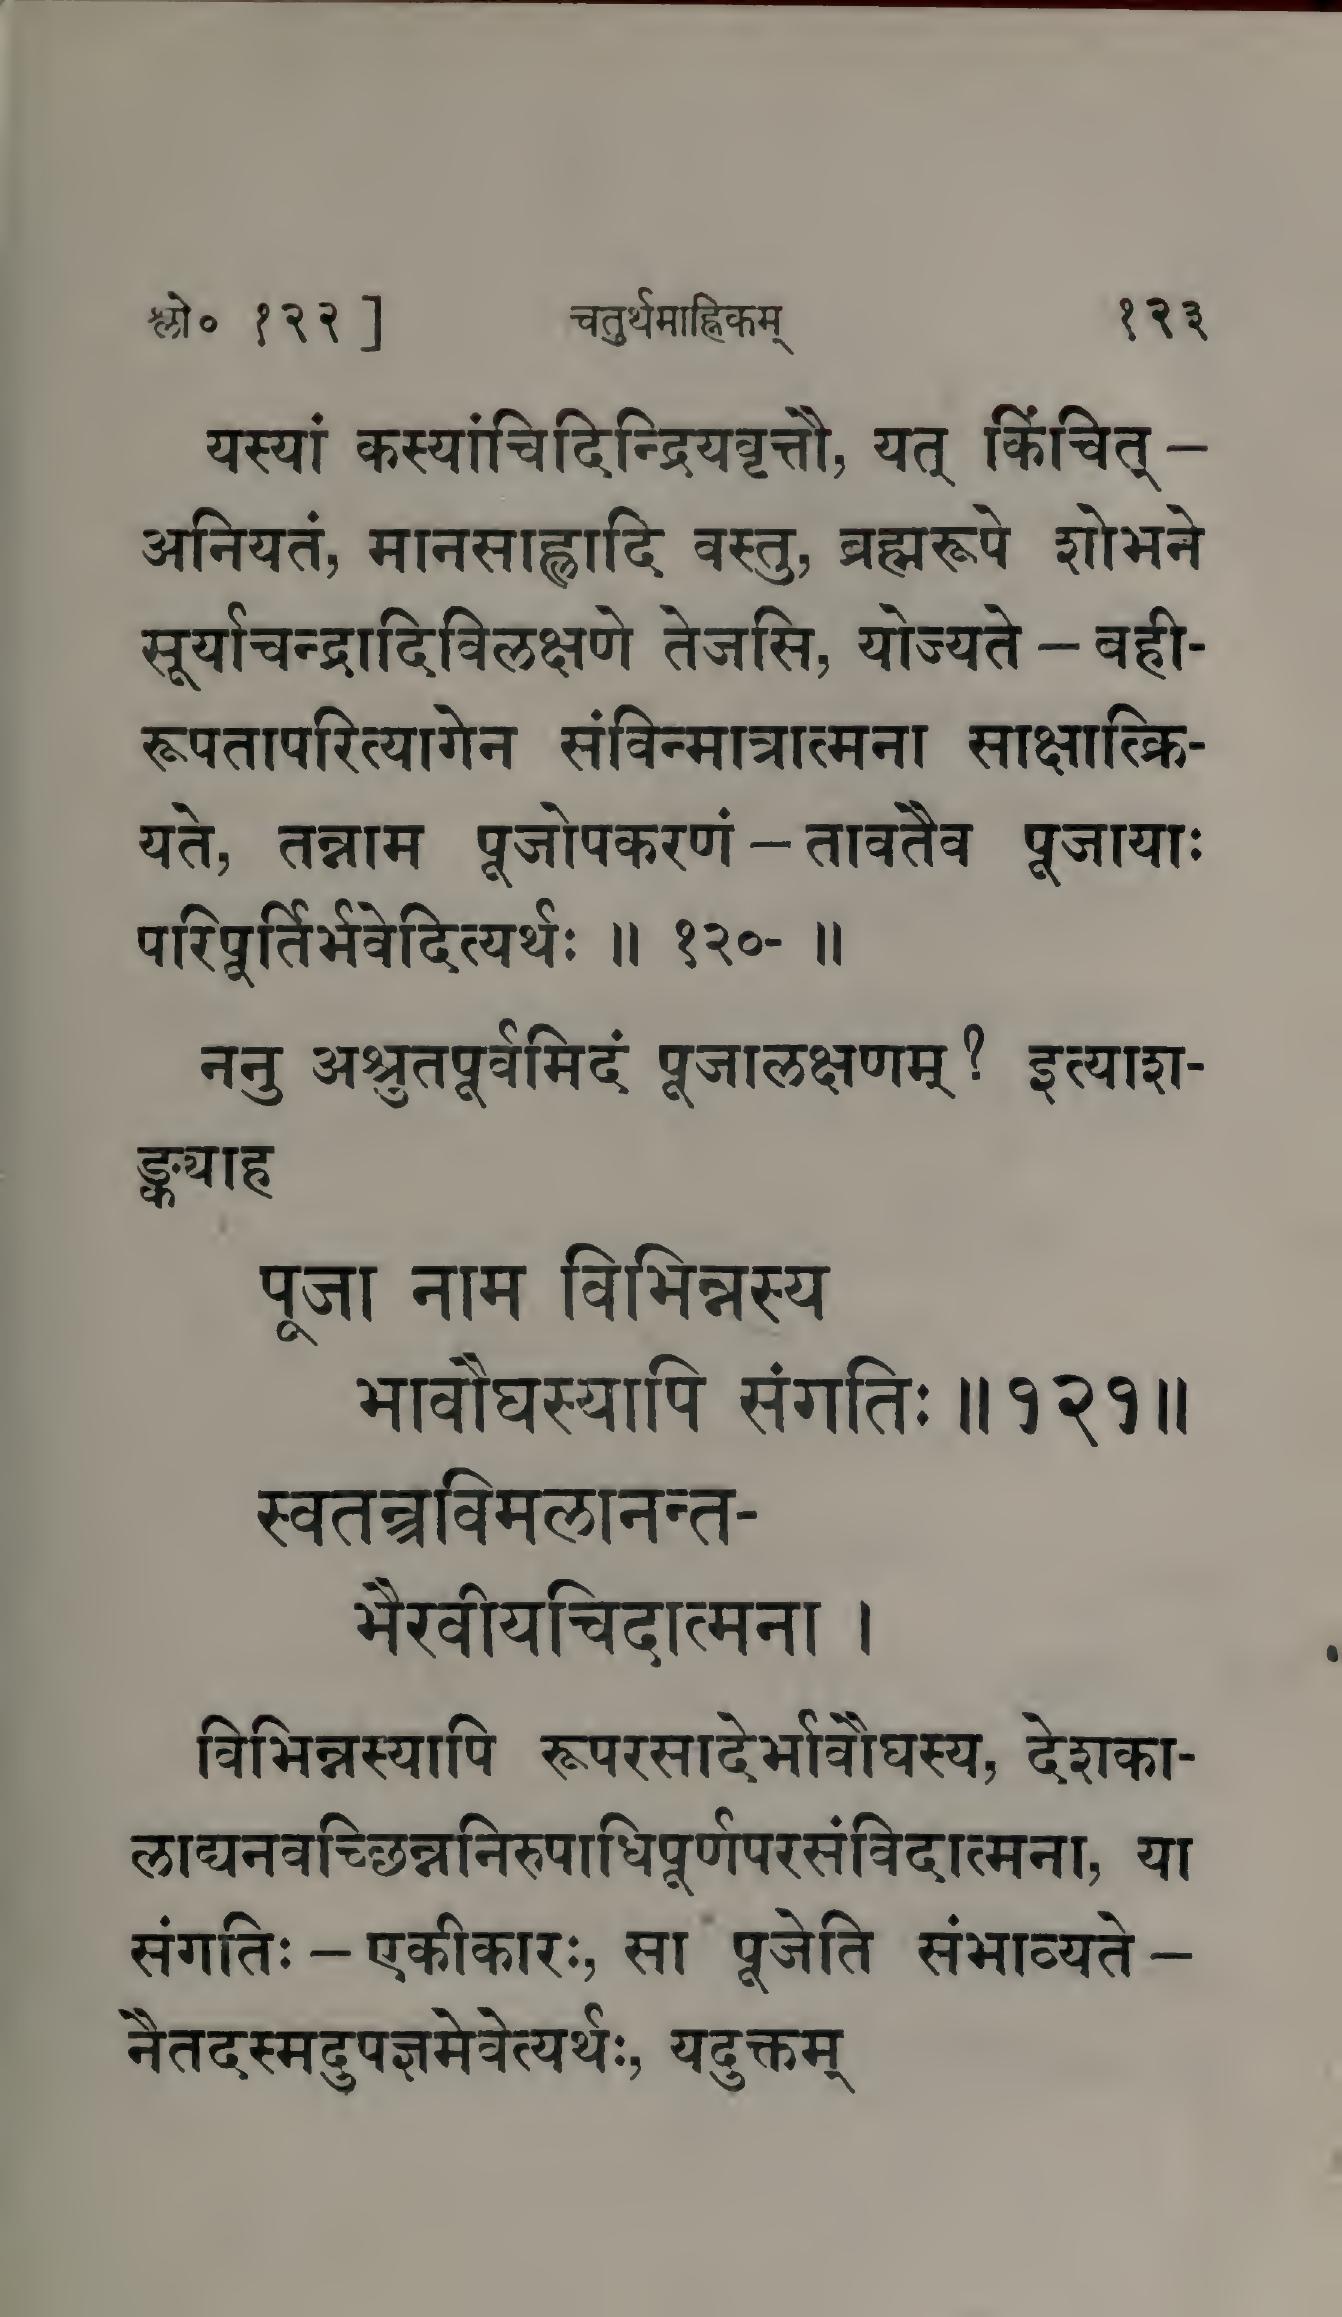 श्लो० १२२ ] चतुर्थमाह्निकम् १२३
यस्यां कस्यांचिदिन्द्रियवृत्तौ, यत् किंचित् –
अनियतं, मानसाह्लादि वस्तु, ब्रह्मरूपे शोभने
सूर्याचन्द्रादिविलक्षणे तेजसि, योज्यते – बही-
रूपतापरित्यागेन संविन्मात्रात्मना साक्षात्क्रि-
यते, तन्नाम पूजोपकरणं – तावतैव पूजायाः
परिपूर्तिर्भवेदित्यर्थः ॥ १२०- ॥
ननु अश्रुतपूर्वमिदं पूजालक्षणम् ? इत्याश-
ङ्क्याह
पूजा नाम विभिन्नस्य
भावौघस्यापि संगतिः ॥१२१॥
स्वतन्त्रविमलानन्त-
भैरवीयचिदात्मना ।
विभिन्नस्यापि रूपरसादेर्भावौघस्य, देशका-
लाद्यनवच्छिन्ननिरुपाधिपूर्णपरसंविदात्मना, या
संगतिः – एकीकारः, सा पूजेति संभाव्यते –
नैतदस्मदुपज्ञमेवेत्यर्थः, यदुक्तम्